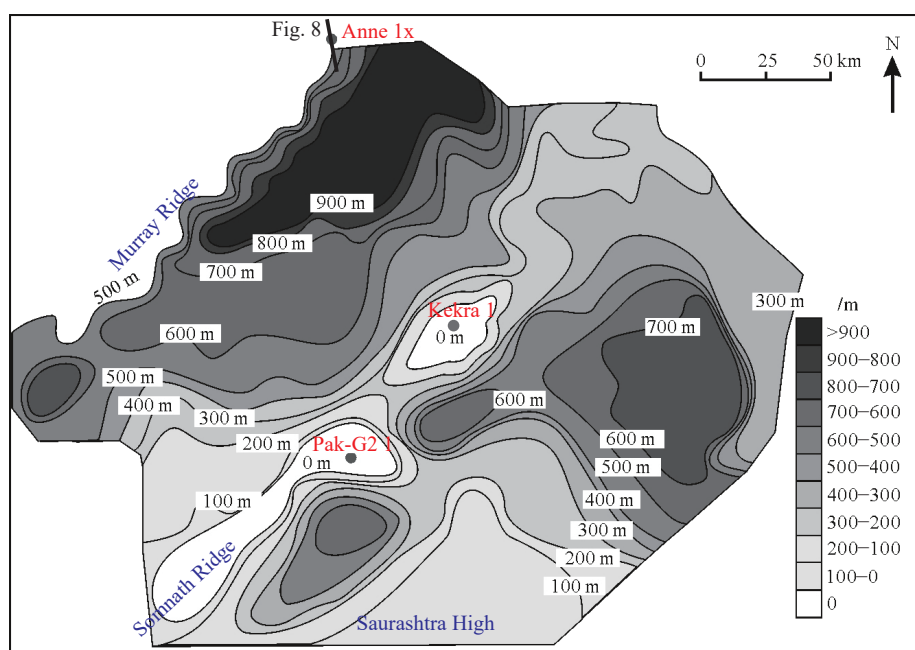 Fig. 8
Anne 1x
0 25 50 km
N
Murray Ridge
900 m
800 m
700 m
500 m
600 m
Kekra 1
0 m
300 m
700 m
500 m
400 m
300 m
200 m
600 m
Pak-G2 1
0 m
100 m
600 m
500 m
400 m
300 m
200 m
100 m
Somnath Ridge
Saurashtra High
/m
>900
900–800
800–700
700–600
600–500
500–400
400–300
300–200
200–100
100–0
0